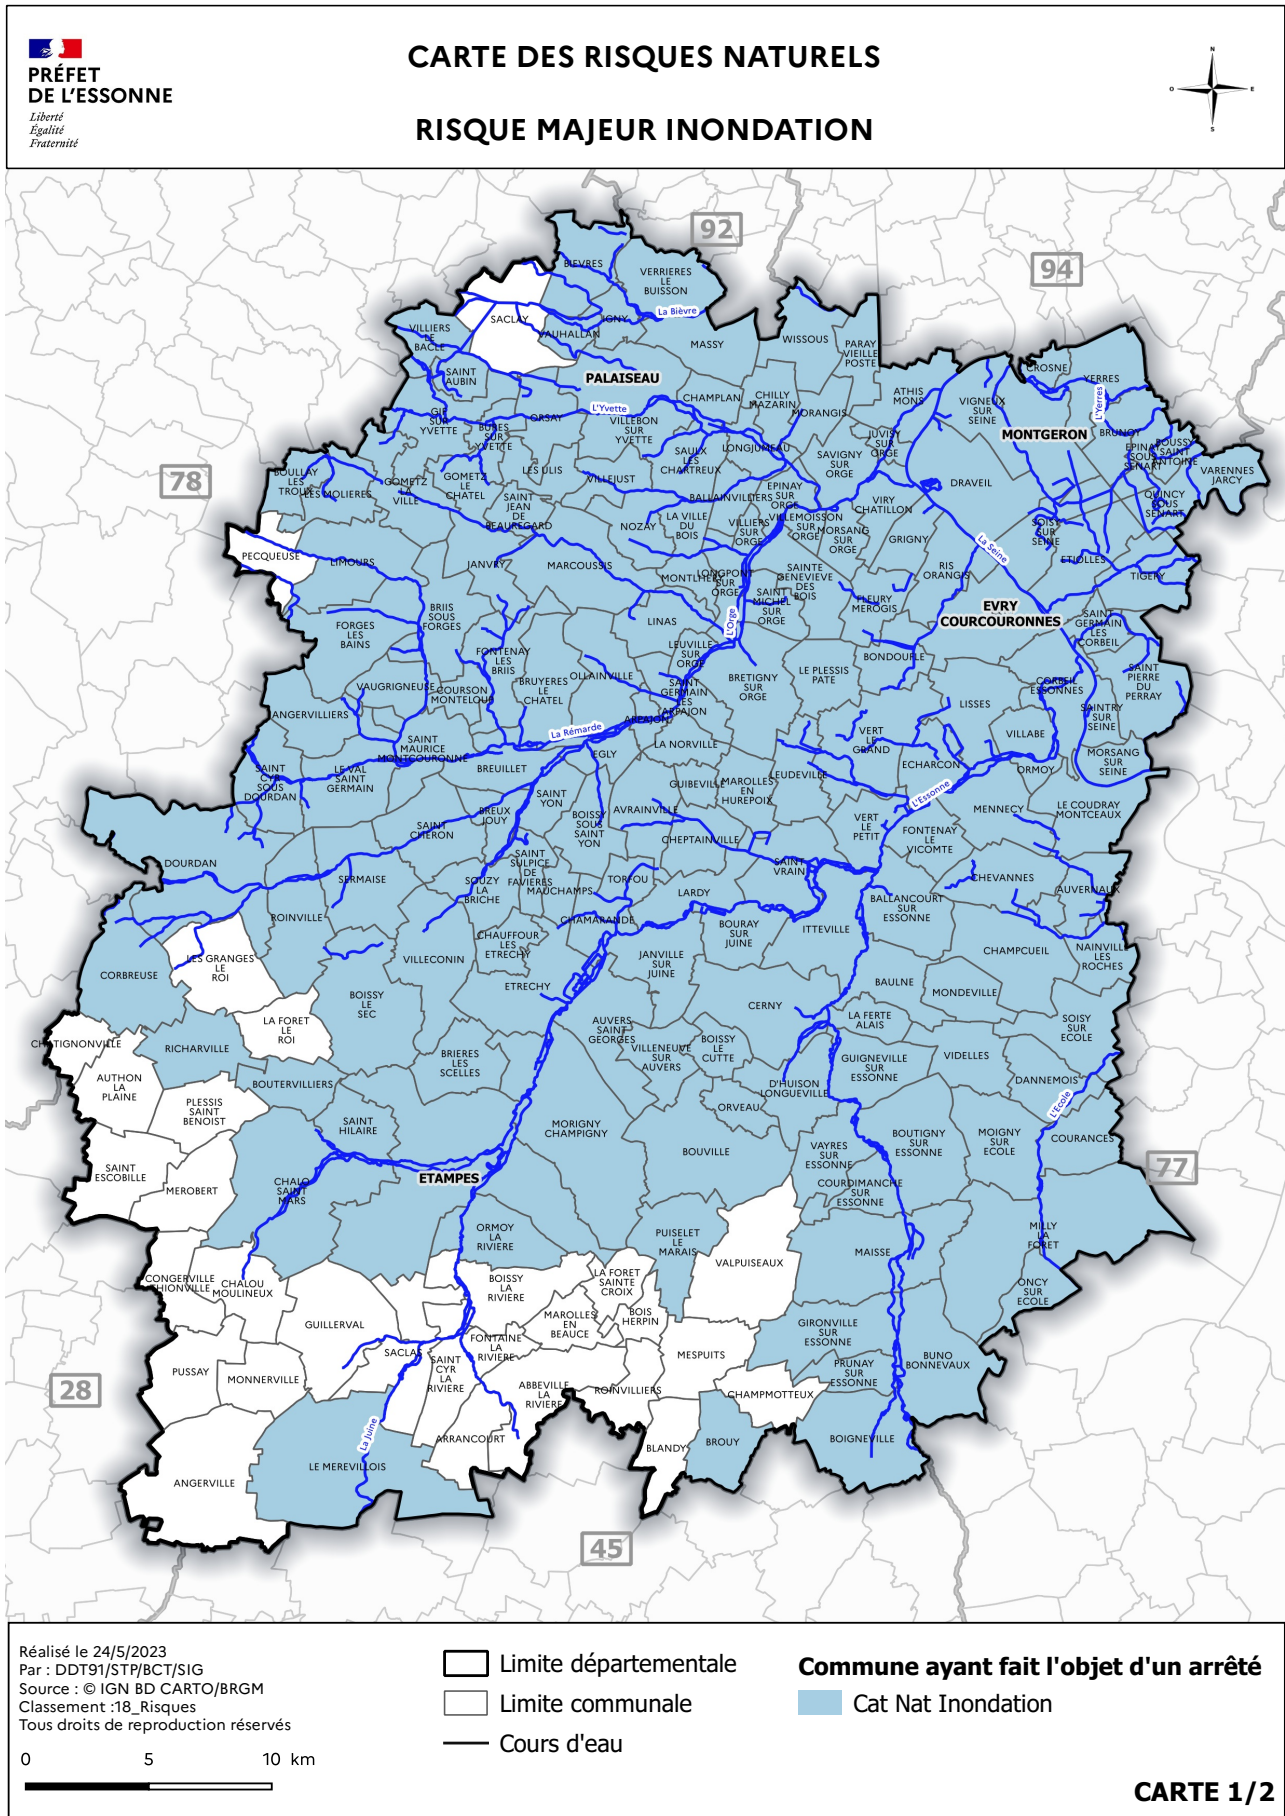 PRÉFET
DE L'ESSONNE
Liberté
Égalité
Fraternité
CARTE DES RISQUES NATURELS
RISQUE MAJEUR INONDATION
N
O
E
S
92
94
78
77
28
45
BIEVRES
VERRIERES
LE
BUISSON
La Bièvre
SACLAY
IGNY
VAUHALLAN
VILLIERS
LE
BACLE
MASSY
WISSOUS
PARAY
VIEILLE
POSTE
SAINT
AUBIN
PALAISEAU
CHAMPLAN
CHILLY
MAZARIN
MORANGIS
ATHIS
MONS
VIGNEUX
SUR
SEINE
CROSNE
YERRES
L'Yerres
MONTGERON
BRUNOY
EPINAY
SOUS
SENART
BOUSSY
SAINT
ANTOINE
VARENNES
JARCY
QUINCY
SOUS
SENART
GIF
SUR
YVETTE
BURES
SUR
YVETTE
ORSAY
L'Yvette
VILLEBON
SUR
YVETTE
SAULX
LES
CHARTREUX
LONGJUMEAU
SAVIGNY
SUR
ORGE
JUVISY
SUR
ORGE
DRAVEIL
BOULLAY
LES
TROUX
LES MOLIERES
GOMETZ
LA
VILLE
GOMETZ
LE
CHATEL
LES ULIS
VILLEJUST
BALLAINVILLIERS
EPINAY
SUR
ORGE
VIRY
CHATILLON
SAINT
JEAN
DE
BEAUREGARD
NOZAY
LA VILLE
DU
BOIS
VILLIERS
SUR
ORGE
VILLEMOISSON
SUR
ORGE
MORSANG
SUR
ORGE
GRIGNY
SOISY
SUR
SEINE
La Seine
ETIOLLES
TIGERY
PECQUEUSE
LIMOURS
JANVRY
MARCOUSSIS
MONTLHERY
LONGPONT
SUR
ORGE
SAINTE
GENEVIEVE
DES
BOIS
SAINT
MICHEL
SUR
ORGE
FLEURY
MEROGIS
RIS
ORANGIS
EVRY
COURCOURONNES
SAINT
GERMAIN
LES
CORBEIL
FORGES
LES
BAINS
BRIIS
SOUS
FORGES
LINAS
L'Orge
LEUVILLE
SUR
ORGE
FONTENAY
LES
BRIIS
OLLAINVILLE
BRUYERES
LE
CHATEL
SAINT
GERMAIN
LES
ARPAJON
ARPAJON
BRETIGNY
SUR
ORGE
LE PLESSIS
PATE
BONDOUFLE
CORBEIL
ESSONNES
SAINT
PIERRE
DU
PERRAY
SAINTRY
SUR
SEINE
VAUGRIGNEUSE
COURSON
MONTELOUP
ANGERVILLIERS
LISSES
VILLABE
VERT
LE
GRAND
MORSANG
SUR
SEINE
La Rémarde
SAINT
MAURICE
MONTCOURONNE
EGLY
LA NORVILLE
ECHARCON
ORMOY
SAINT
CYR
SOUS
DOURDAN
LE VAL
SAINT
GERMAIN
BREUILLET
GUIBEVILLE
MAROLLES
EN
HUREPOIX
LEUDEVILLE
L'Essonne
MENNECY
LE COUDRAY
MONTCEAUX
SAINT
YON
BREUX
JOUY
BOISSY
SOUS
SAINT
YON
AVRAINVILLE
CHEPTAINVILLE
VERT
LE
PETIT
FONTENAY
LE
VICOMTE
SAINT
CHERON
DOURDAN
SERMAISE
SAINT
SULPICE
DE
FAVIERES
SOUZY
LA
BRICHE
MAUCHAMPS
TORFOU
LARDY
SAINT
VRAIN
CHEVANNES
AUVERNAUX
BALLANCOURT
SUR
ESSONNE
ROINVILLE
CHAMARANDE
BOURAY
SUR
JUINE
ITTEVILLE
CHAUFFOUR
LES
ETRECHY
VILLECONIN
CHAMPCUEIL
NAINVILLE
LES
ROCHES
LES GRANGES
LE
ROI
CORBREUSE
ETRECHY
JANVILLE
SUR
JUINE
BAULNE
MONDEVILLE
BOISSY
LE
SEC
CERNY
LA FERTE
ALAIS
SOISY
SUR
ECOLE
LA FORET
LE
ROI
CHATIGNONVILLE
RICHARVILLE
AUVERS
SAINT
GEORGES
VILLENEUVE
SUR
AUVERS
BOISSY
LE
CUTTE
GUIGNEVILLE
SUR
ESSONNE
VIDELLES
BRIERES
LES
SCELLES
AUTHON
LA
PLAINE
BOUTERVILLIERS
D'HUISON
LONGUEVILLE
DANNEMOIS
L'Ecole
PLESSIS
SAINT
BENOIST
ORVEAU
SAINT
HILAIRE
MORIGNY
CHAMPIGNY
BOUVILLE
VAYRES
SUR
ESSONNE
BOUTIGNY
SUR
ESSONNE
MOIGNY
SUR
ECOLE
COURANCES
SAINT
ESCOBILLE
MEROBERT
CHALO
SAINT
MARS
ETAMPES
COURDIMANCHE
SUR
ESSONNE
ORMOY
LA
RIVIERE
PUISELET
LE
MARAIS
VALPUISEAUX
MAISSE
MILLY
LA
FORET
ONCY
SUR
ECOLE
CONGERVILLE
THIONVILLE
CHALOU
MOULINEUX
BOISSY
LA
RIVIERE
LA FORET
SAINTE
CROIX
BOIS
HERPIN
MAROLLES
EN
BEAUCE
GUILLERVAL
SACLAS
FONTAINE
LA
RIVIERE
GIRONVILLE
SUR
ESSONNE
MESPUITS
PRUNAY
SUR
ESSONNE
BUNO
BONNEVAUX
PUSSAY
MONNERVILLE
SAINT
CYR
LA
RIVIERE
ABBEVILLE
LA
RIVIERE
ROINVILLIERS
CHAMPMOTTEUX
La Juine
ARRANCOURT
BLANDY
BROUY
BOIGNEVILLE
ANGERVILLE
LE MEREVILLOIS
Réalisé le 24/5/2023
Par : DDT91/STP/BCT/SIG
Source : © IGN BD CARTO/BRGM
Classement :18_Risques
Tous droits de reproduction réservés
0 5 10 km
Limite départementale
Limite communale
Cours d'eau
Commune ayant fait l'objet d'un arrêté
Cat Nat Inondation
CARTE 1/2